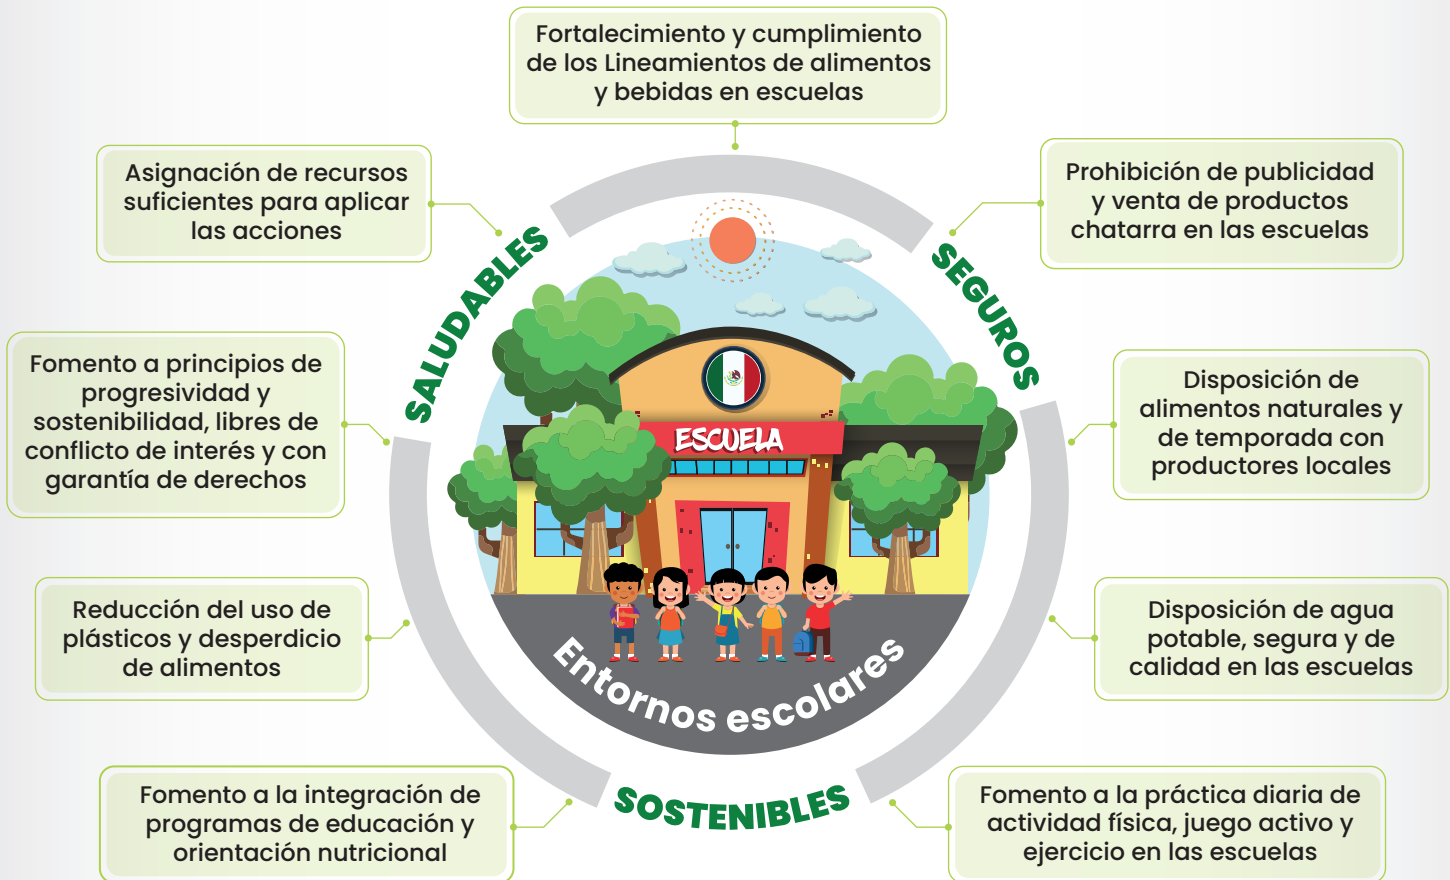 Fortalecimiento y cumplimiento
de los Lineamientos de alimentos
y bebidas en escuelas
Asignación de recursos
suficientes para aplicar
las acciones
Prohibición de publicidad
y venta de productos
chatarra en las escuelas
SALUDABLES
SEGUROS
Fomento a principios de
progresividad y
sostenibilidad, libres de
conflicto de interés y con
garantía de derechos
Disposición de
alimentos naturales y
de temporada con
productores locales
ESCUELA
Reducción del uso de
plásticos y desperdicio
de alimentos
Disposición de agua
potable, segura y de
calidad en las escuelas
Entornos escolares
SOSTENIBLES
Fomento a la integración de
programas de educación y
orientación nutricional
Fomento a la práctica diaria de
actividad física, juego activo y
ejercicio en las escuelas